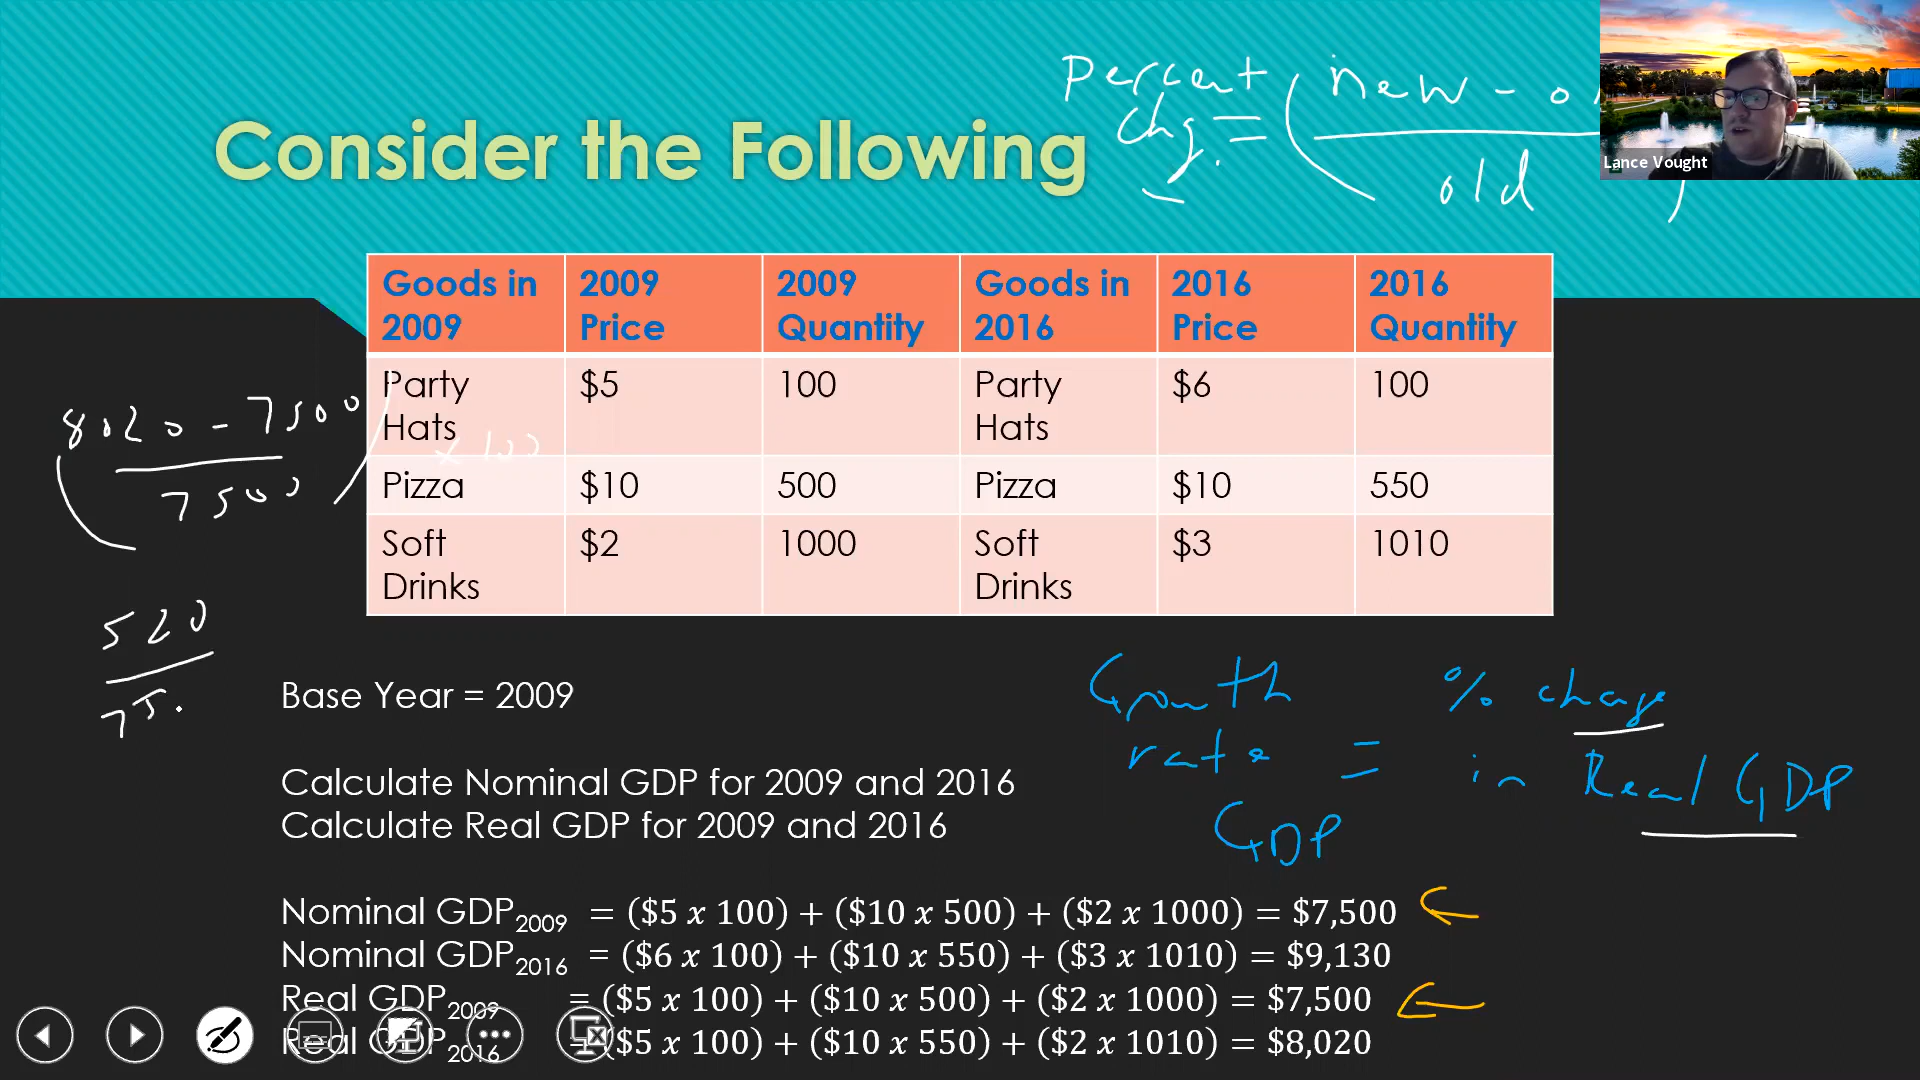 Percent
chg. = ( new -
old )
Lance Vought
Consider the Following
Goods in 2009 | 2009 Price | 2009 Quantity | Goods in 2016 | 2016 Price | 2016 Quantity
Party Hats | $5 | 100 | Party Hats | $6 | 100
Pizza | $10 | 500 | Pizza | $10 | 550
Soft Drinks | $2 | 1000 | Soft Drinks | $3 | 1010
( 8020 - 7500 )
7500
x 100
520
75
Base Year = 2009
Growth % change
rate = in Real GDP
GDP
Calculate Nominal GDP for 2009 and 2016
Calculate Real GDP for 2009 and 2016
Nominal GDP2009 = ($5 x 100) + ($10 x 500) + ($2 x 1000) = $7,500
Nominal GDP2016 = ($6 x 100) + ($10 x 550) + ($3 x 1010) = $9,130
Real GDP2009 = ($5 x 100) + ($10 x 500) + ($2 x 1000) = $7,500
Real GDP2016 = ($5 x 100) + ($10 x 550) + ($2 x 1010) = $8,020